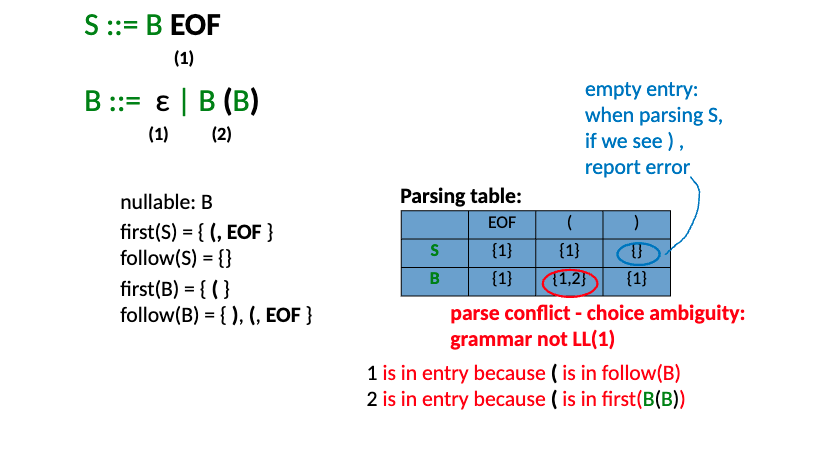 S ::= B EOF
(1)
B ::= ε | B (B)
(1) (2)
empty entry:
when parsing S,
if we see ) ,
report error
nullable: B
first(S) = { (, EOF }
follow(S) = {}
first(B) = { ( }
follow(B) = { ), (, EOF }
Parsing table:
EOF ( )
S {1} {1} {}
B {1} {1,2} {1}
parse conflict - choice ambiguity:
grammar not LL(1)
1 is in entry because ( is in follow(B)
2 is in entry because ( is in first(B(B))